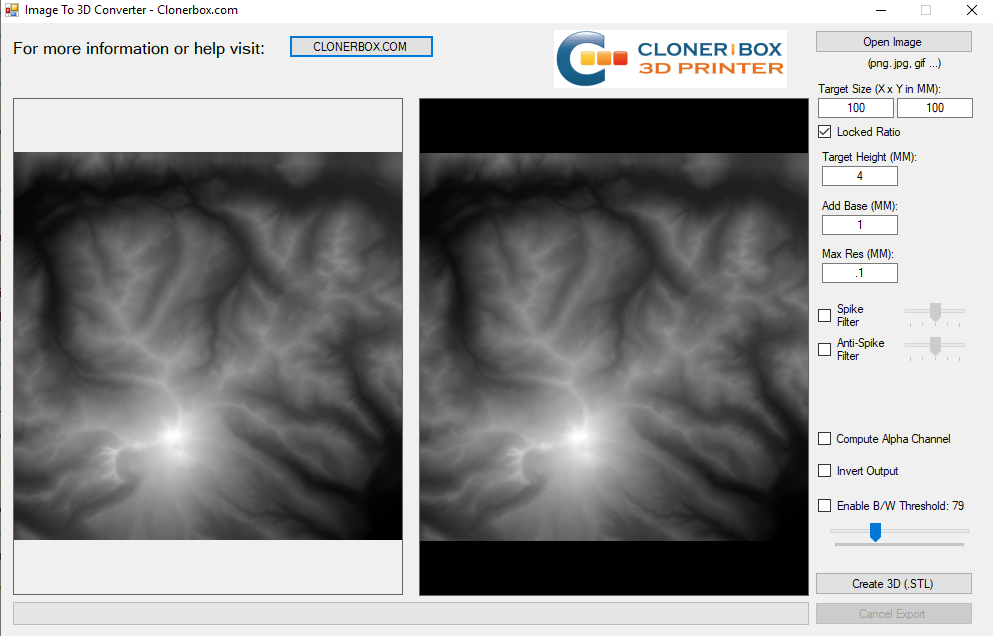 Image To 3D Converter - Clonerbox.com
For more information or help visit:
CLONERBOX.COM
CLONER BOX
3D PRINTER
Open Image
(png. jpg, gif ...)
Target Size (X x Y in MM):
100 100
Locked Ratio
Target Height (MM):
4
Add Base (MM):
1
Max Res (MM):
.1
Spike
Filter
Anti-Spike
Filter
Compute Alpha Channel
Invert Output
Enable B/W Threshold: 79
Create 3D (.STL)
Cancel Export